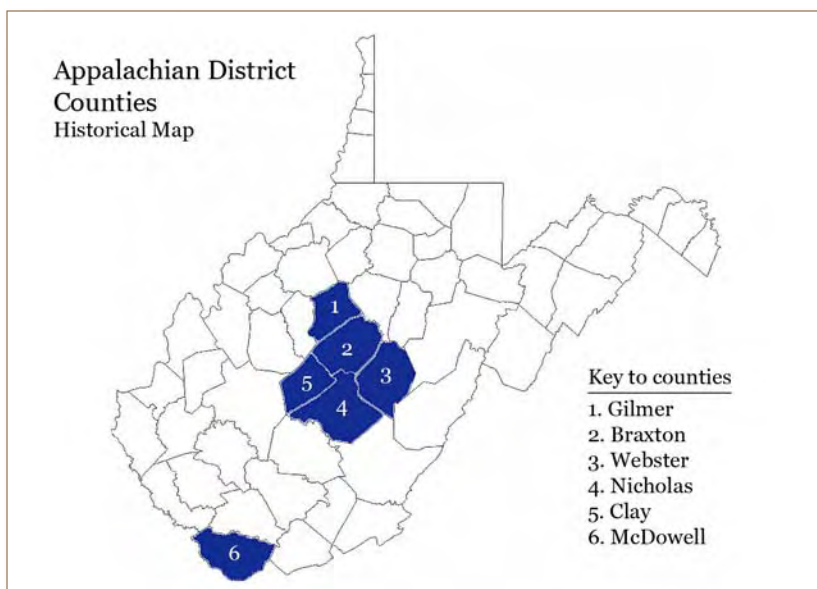 Appalachian District
Counties
Historical Map
1
2
3
5
4
6
Key to counties
1. Gilmer
2. Braxton
3. Webster
4. Nicholas
5. Clay
6. McDowell